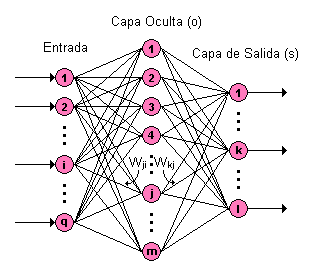 Capa Oculta (o)
Entrada
Capa de Salida (s)
1
2
i
q
1
2
3
4
j
m
Wji
Wkj
1
k
l